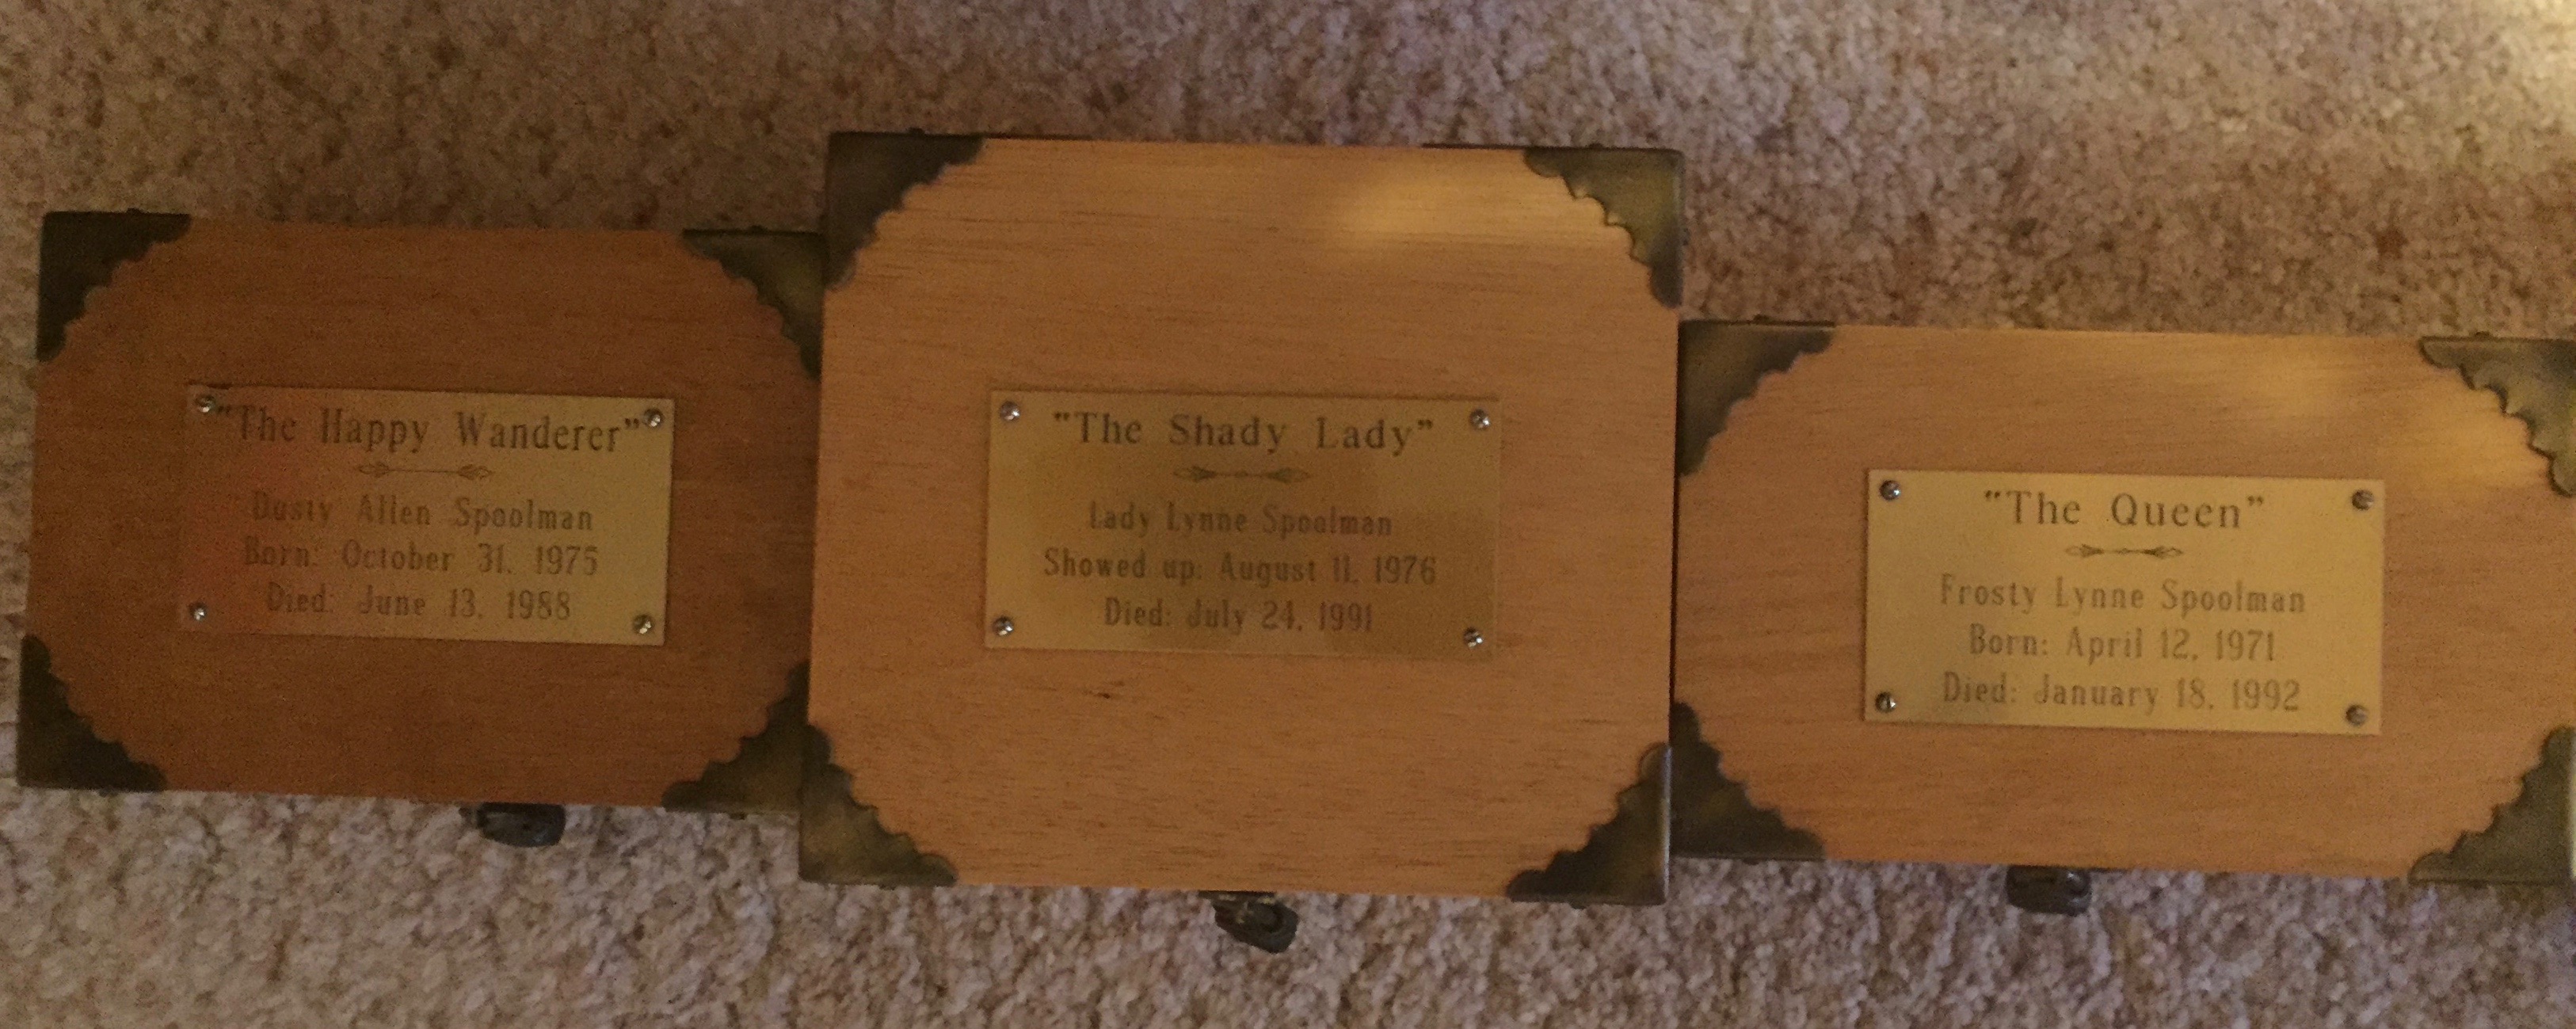 "The Happy Wanderer"
Dusty Allen Spoolman
Born: October 31, 1975
Died: June 13, 1988
"The Shady Lady"
Lady Lynne Spoolman
Showed up: August 11, 1976
Died: July 24, 1991
"The Queen"
Frosty Lynne Spoolman
Born: April 12, 1971
Died: January 18, 1992